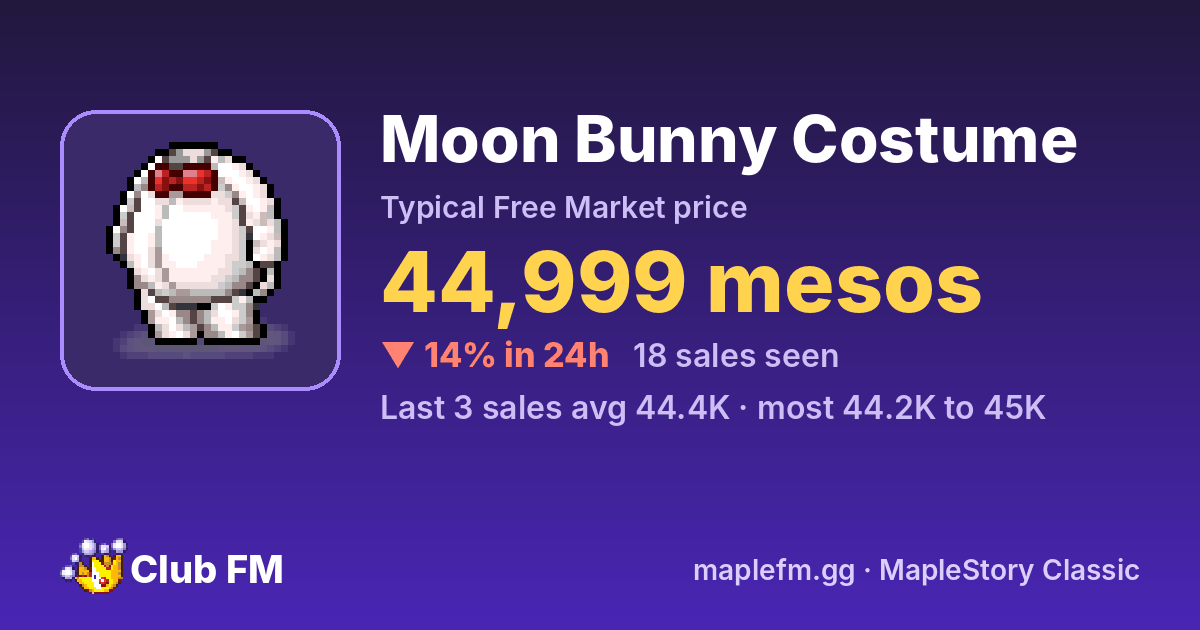 Moon Bunny Costume
Typical Free Market price
44,999 mesos
▼ 14% in 24h 18 sales seen
Last 3 sales avg 44.4K · most 44.2K to 45K
Club FM
maplefm.gg · MapleStory Classic